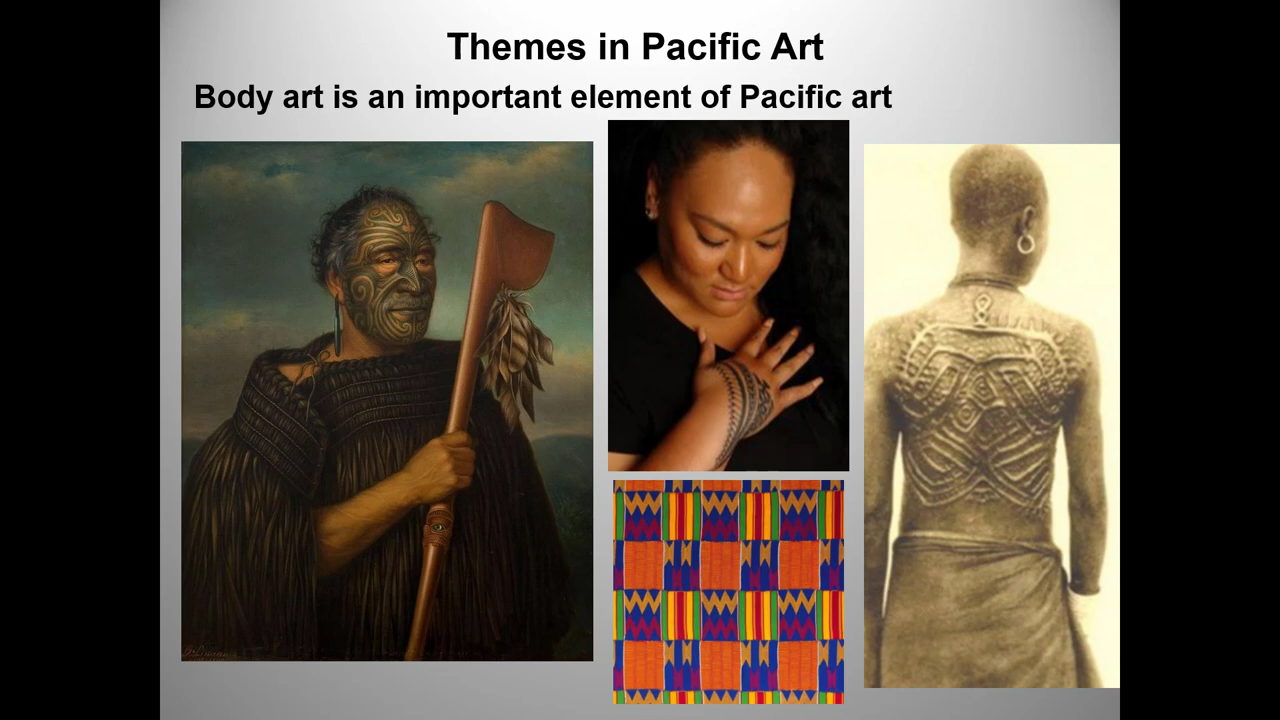 Themes in Pacific Art
Body art is an important element of Pacific art